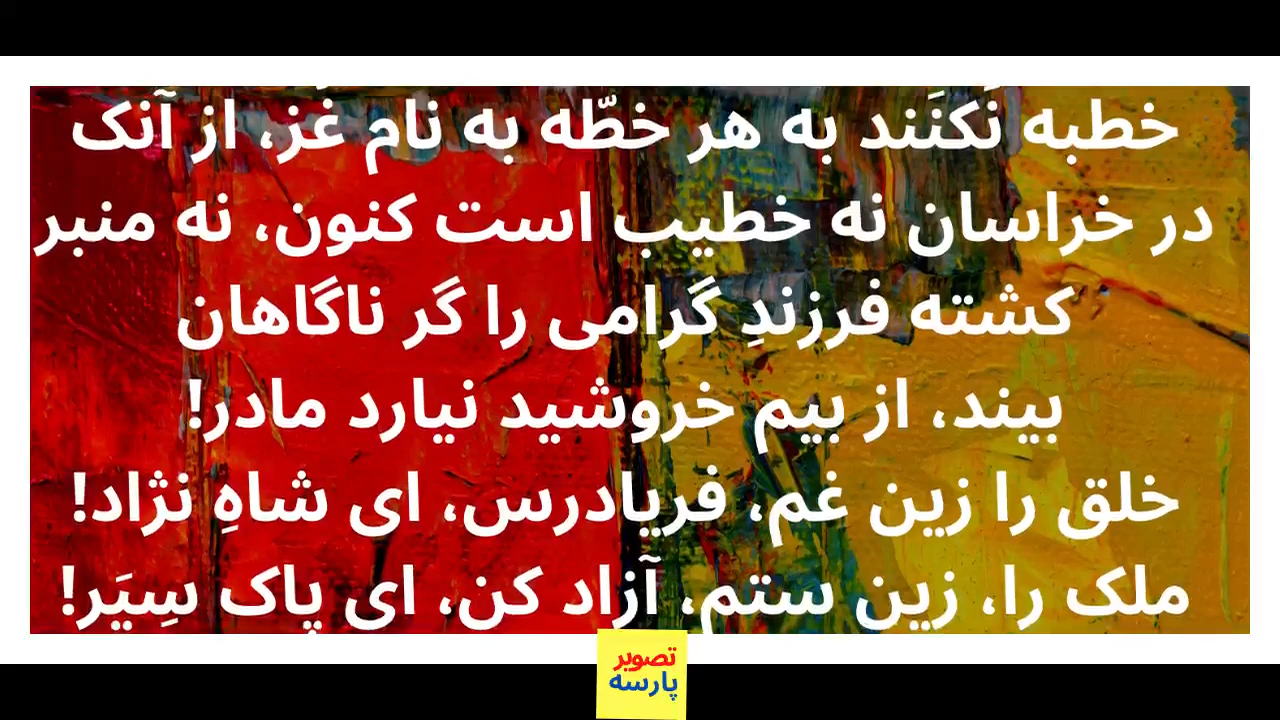 خطبه نَکنَند به هر خطّه به نام غُز، از آنک
در خراسان نه خطیب است کنون، نه منبر
کشته فرزندِ گرامی را گر ناگاهان
بیند، از بیم خروشید نیارد مادر!
خلق را زین غم، فریادرس، ای شاهِ نژاد!
ملک را، زین ستم، آزاد کن، ای پاک سِیَر!
تصویر
پارسه